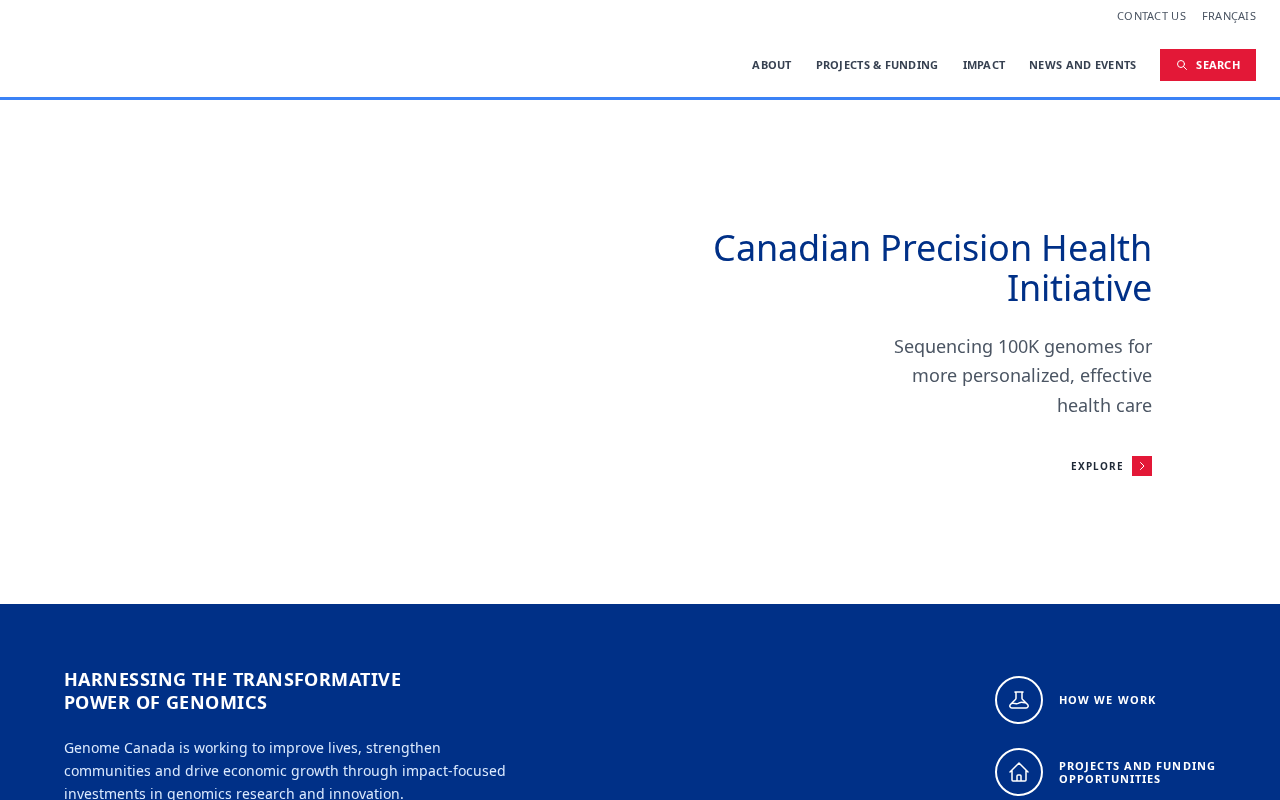 CONTACT US FRANÇAIS
ABOUT PROJECTS & FUNDING IMPACT NEWS AND EVENTS SEARCH
Canadian Precision Health
Initiative
Sequencing 100K genomes for
more personalized, effective
health care
EXPLORE
HARNESSING THE TRANSFORMATIVE
POWER OF GENOMICS
Genome Canada is working to improve lives, strengthen
communities and drive economic growth through impact-focused
investments in genomics research and innovation.
HOW WE WORK
PROJECTS AND FUNDING
OPPORTUNITIES